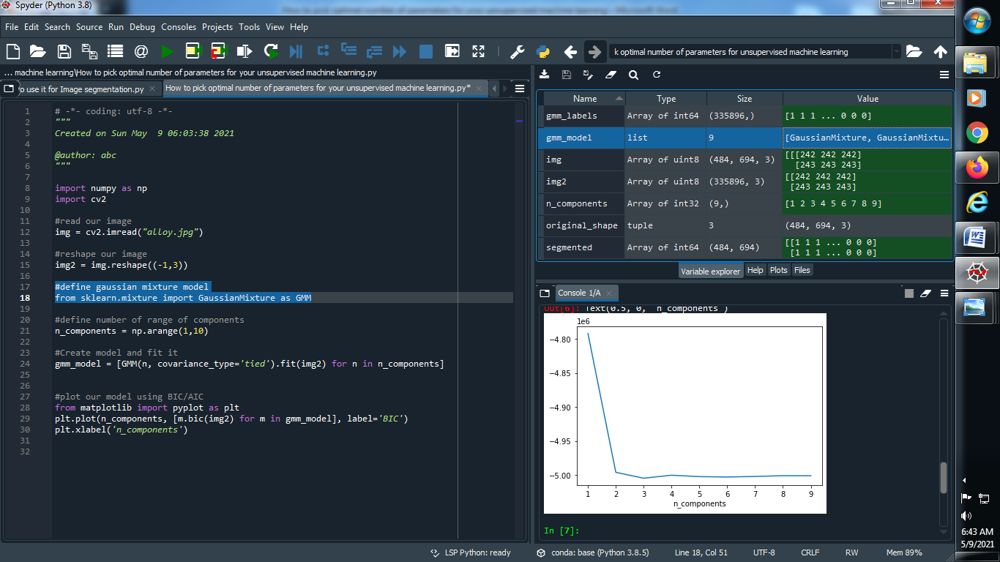 How to pick optimal number of parameters for your unsupervised machine learning - Microsoft Word
Spyder (Python 3.8)
File Edit Search Source Run Debug Consoles Projects Tools View Help
k optimal number of parameters for unsupervised machine learning
... machine learning\How to pick optimal number of parameters for your unsupervised machine learning.py
o use it for Image segmentation.py
How to pick optimal number of parameters for your unsupervised machine learning.py*
1 # -*- coding: utf-8 -*-
2 """
3 Created on Sun May  9 06:03:38 2021
4
5 @author: abc
6 """
7
8 import numpy as np
9 import cv2
10
11 #read our image
12 img = cv2.imread("alloy.jpg")
13
14 #reshape our image
15 img2 = img.reshape((-1,3))
16
17 #define gaussian mixture model
18 from sklearn.mixture import GaussianMixture as GMM
19
20 #define number of range of components
21 n_components = np.arange(1,10)
22
23 #Create model and fit it
24 gmm_model = [GMM(n, covariance_type='tied').fit(img2) for n in n_components]
25
26
27 #plot our model using BIC/AIC
28 from matplotlib import pyplot as plt
29 plt.plot(n_components, [m.bic(img2) for m in gmm_model], label='BIC')
30 plt.xlabel('n_components')
31
32
Name Type Size Value
gmm_labels Array of int64 (335896,) [1 1 1 ... 0 0 0]
gmm_model list 9 [GaussianMixture, GaussianMixtu...
img Array of uint8 (484, 694, 3) [[[242 242 242]
[243 243 243]
img2 Array of uint8 (335896, 3) [[242 242 242]
[243 243 243]
n_components Array of int32 (9,) [1 2 3 4 5 6 7 8 9]
original_shape tuple 3 (484, 694, 3)
segmented Array of int64 (484, 694) [[1 1 1 ... 0 0 0]
[1 1 1 ... 0 0 0]
Variable explorer Help Plots Files
Console 1/A
Out[6]: Text(0.5, 0, 'n_components')
1e6
−4.80
−4.85
−4.90
−4.95
−5.00
1 2 3 4 5 6 7 8 9
n_components
In [7]:
LSP Python: ready
conda: base (Python 3.8.5)
Line 18, Col 51
UTF-8
CRLF
RW
Mem 89%
6:43 AM
5/9/2021